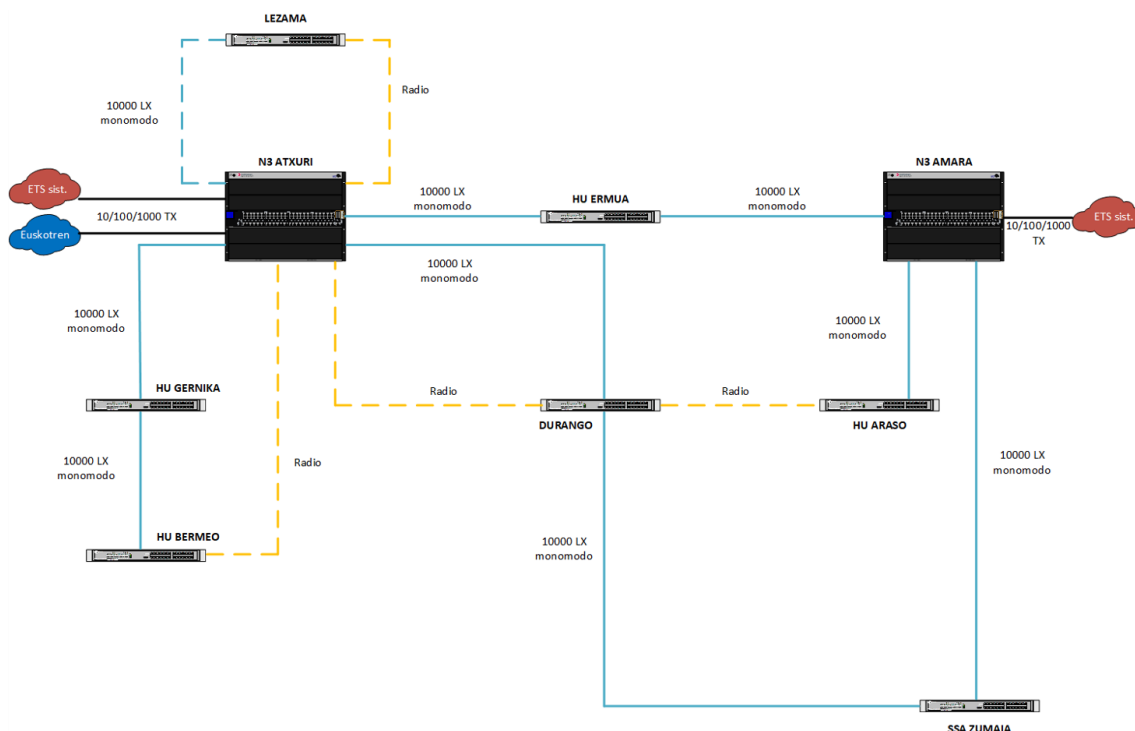 LEZAMA
Radio
10000 LX
monomodo
N3 ATXURI
N3 AMARA
ETS sist.
10/100/1000 TX
Euskotren
10000 LX
monomodo
HU ERMUA
10000 LX
monomodo
ETS sist.
10/100/1000
TX
10000 LX
monomodo
10000 LX
monomodo
10000 LX
monomodo
HU GERNIKA
Radio
Radio
DURANGO
HU ARASO
10000 LX
monomodo
Radio
10000 LX
monomodo
HU BERMEO
10000 LX
monomodo
SSA ZUMAIA